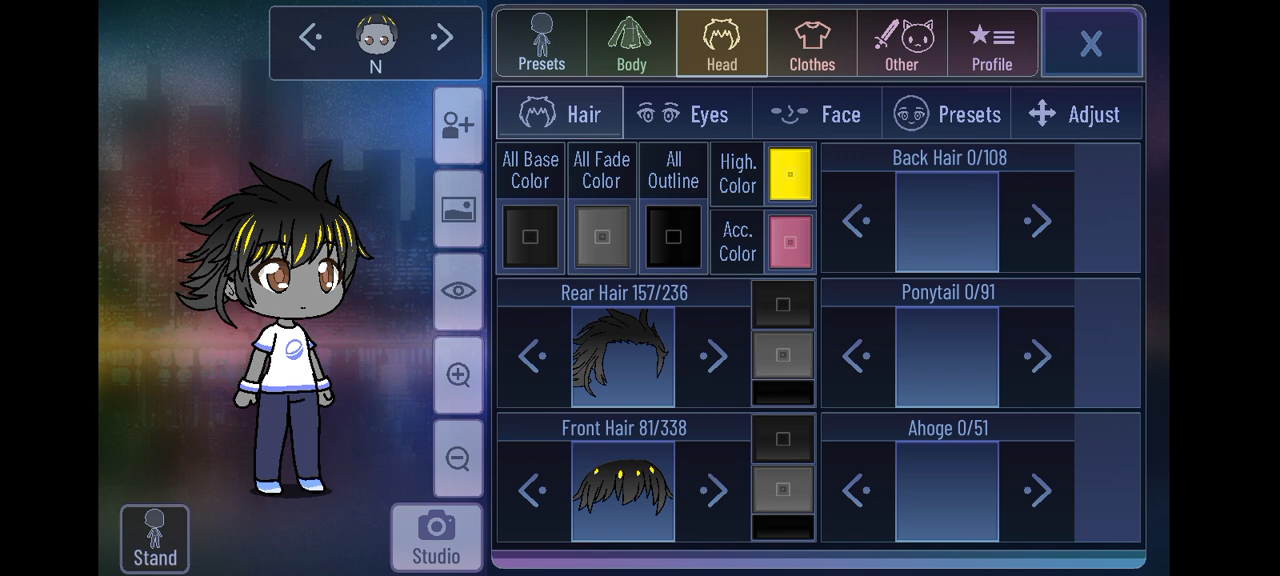 N
Stand
Studio
Presets
Body
Head
Clothes
Other
Profile
X
Hair
Eyes
Face
Presets
Adjust
All Base
Color
All Fade
Color
All
Outline
High.
Color
Acc.
Color
Back Hair 0/108
Rear Hair 157/236
Ponytail 0/91
Front Hair 81/338
Ahoge 0/51